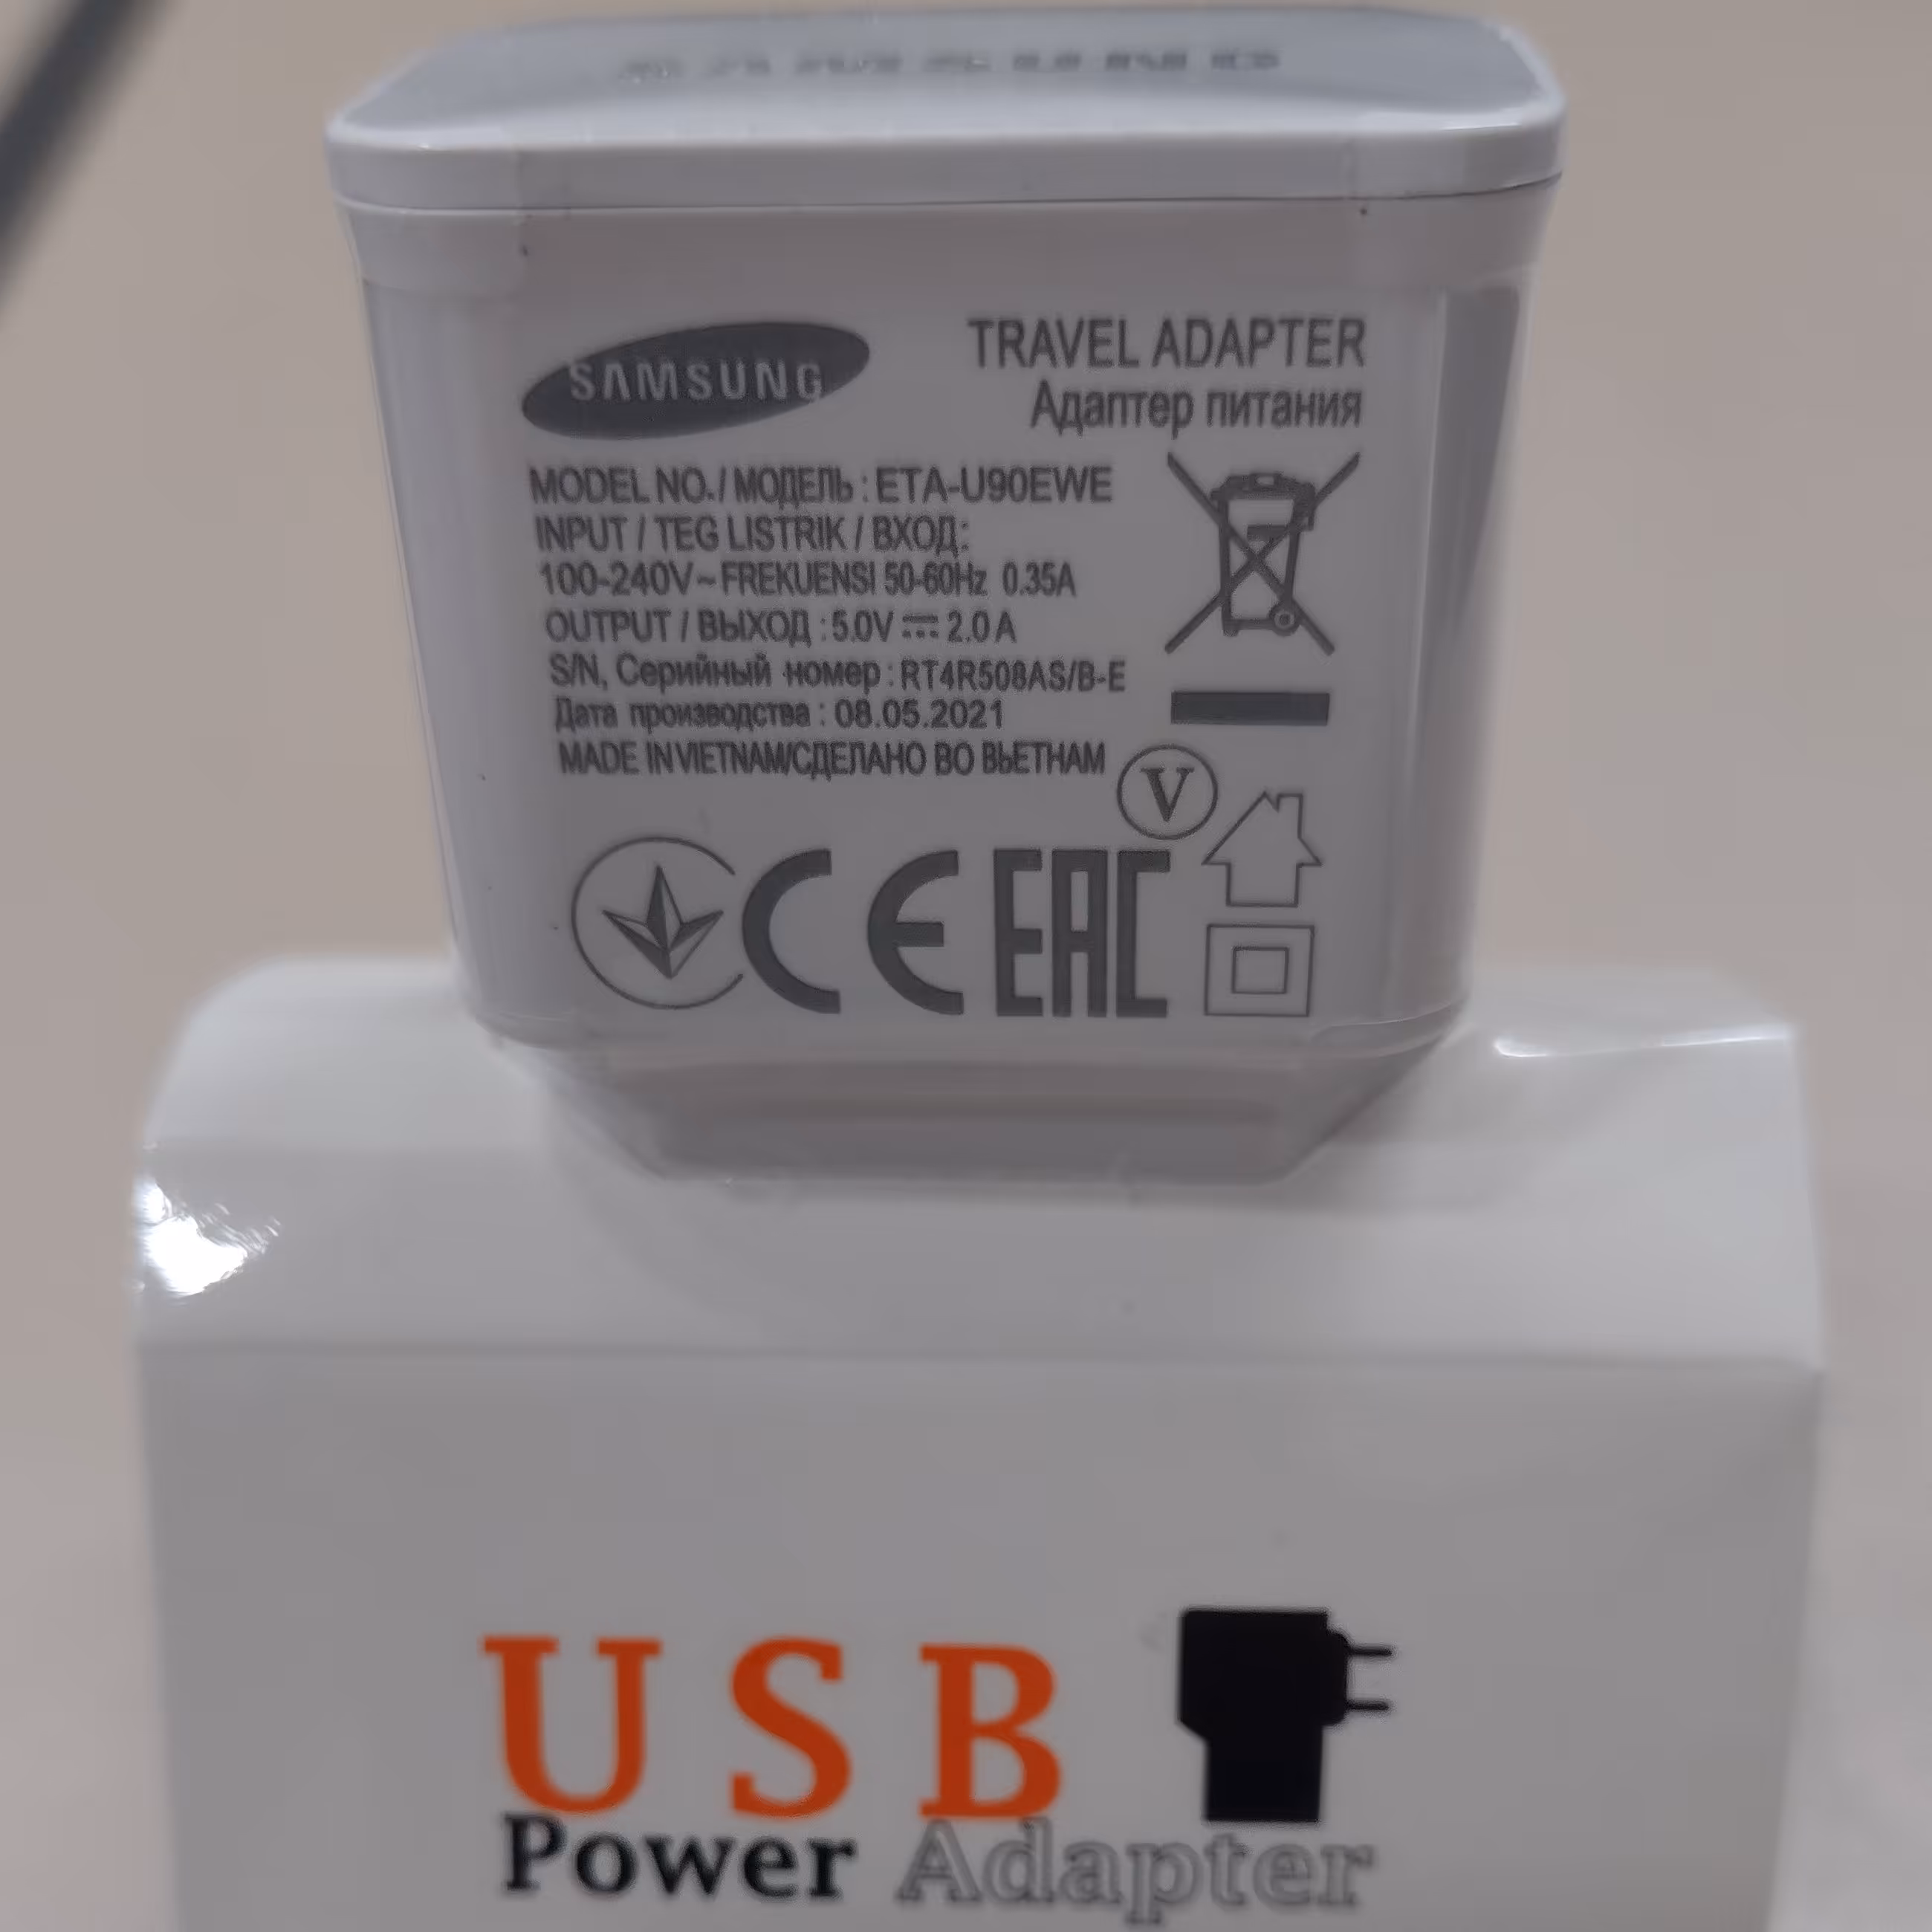 SAMSUNG
SAMSUNG
TRAVEL ADAPTER
Адаптер питания
MODEL NO./ МОДЕЛЬ : ETA-U90EWE
INPUT / TEG LISTRIK / ВХОД:
100-240V~FREKUENSI 50-60Hz 0.35A
OUTPUT / ВЫХОД : 5.0V ⎓ 2.0 A
S/N, Серийный номер : RT4R508AS/B-E
Дата производства : 08.05.2021
MADE IN VIETNAM/СДЕЛАНО ВО ВЬЕТНАМ
V
CE EAC
USB
Power Adapter